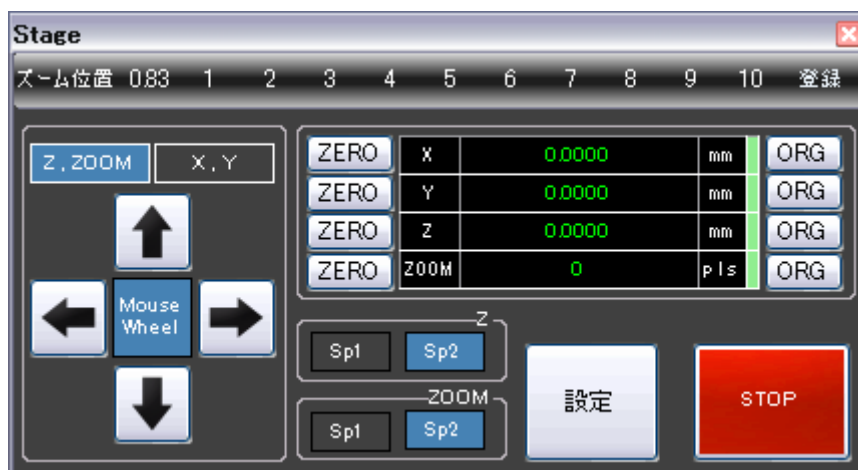 Stage
ズーム位置 0.83 1 2 3 4 5 6 7 8 9 10 登録
Z,ZOOM X,Y
Mouse
Wheel
ZERO X 0.0000 mm ORG
ZERO Y 0.0000 mm ORG
ZERO Z 0.0000 mm ORG
ZERO ZOOM 0 pls ORG
Z
Sp1 Sp2
ZOOM
Sp1 Sp2
設定
STOP